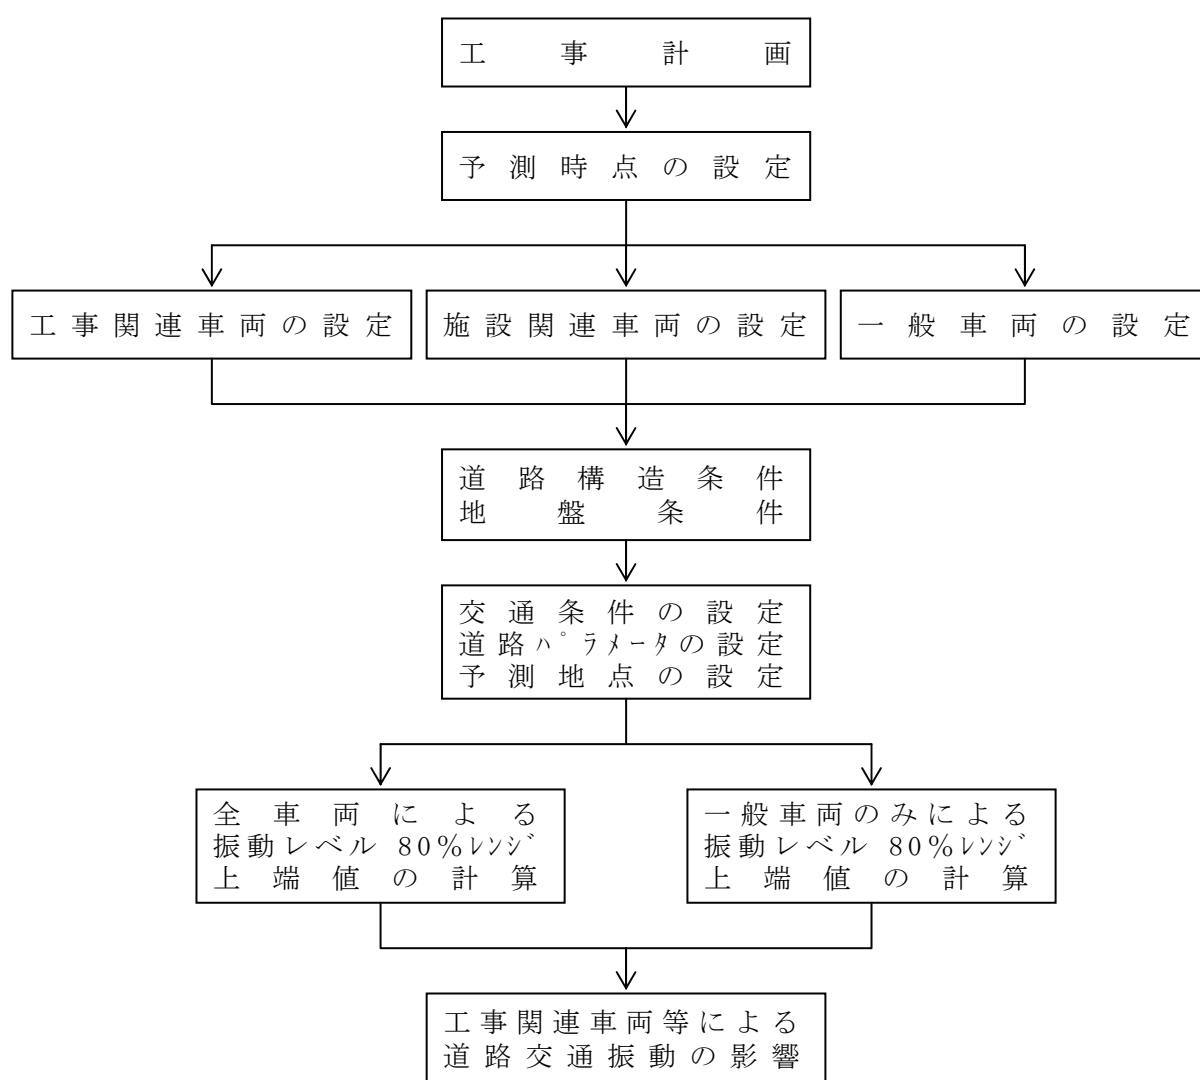 工事計画
予測時点の設定
工事関連車両の設定
施設関連車両の設定
一般車両の設定
道路構造条件
地盤条件
交通条件の設定
道路ﾊﾟﾗﾒｰﾀの設定
予測地点の設定
全車両による
振動レベル 80％ﾚﾝｼﾞ
上端値の計算
一般車両のみによる
振動レベル 80％ﾚﾝｼﾞ
上端値の計算
工事関連車両等による
道路交通振動の影響